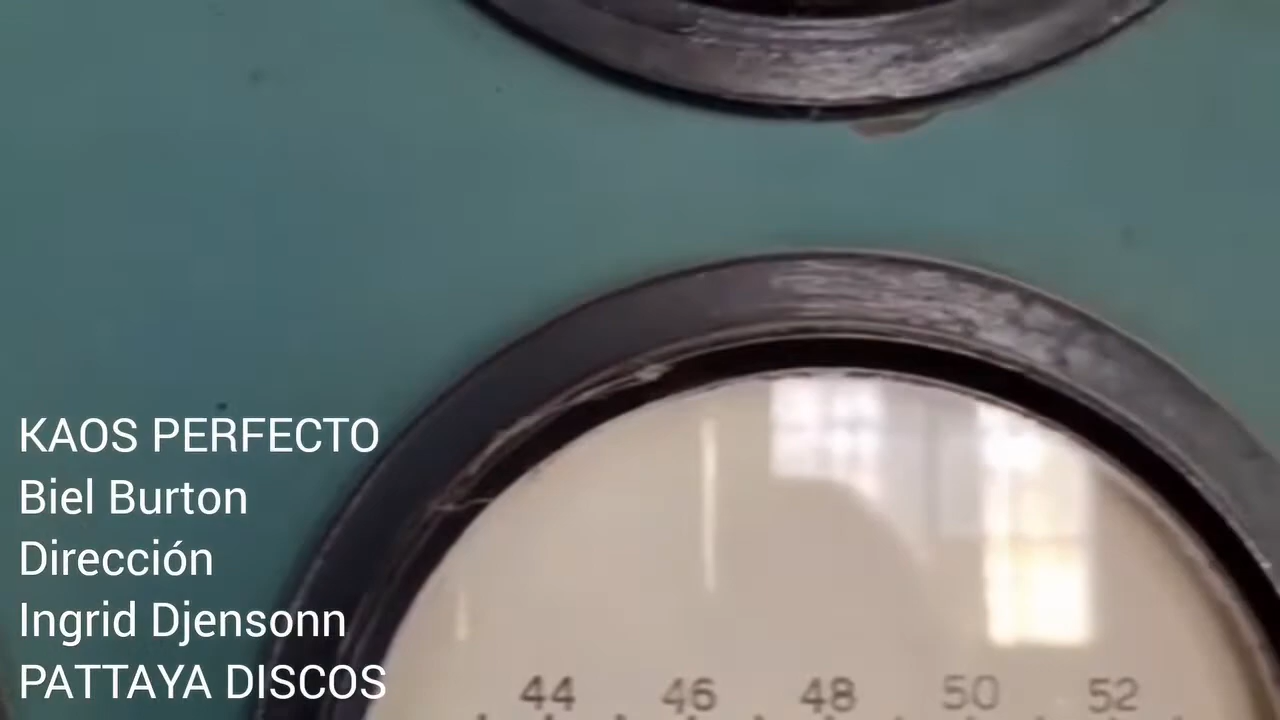 KAOS PERFECTO
Biel Burton
Dirección
Ingrid Djensonn
PATTAYA DISCOS
44 46 48 50 52